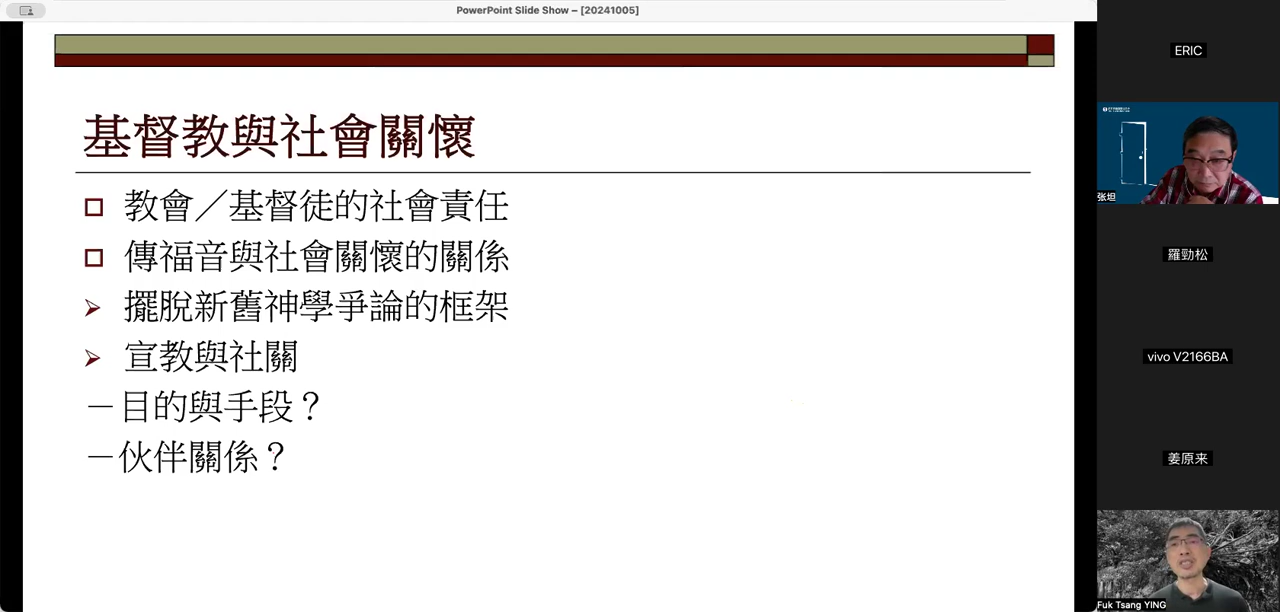 PowerPoint Slide Show – [20241005]
基督教與社會關懷
教會／基督徒的社會責任
傳福音與社會關懷的關係
擺脫新舊神學爭論的框架
宣教與社關
－目的與手段？
－伙伴關係？
ERIC
张坦
羅勁松
vivo V2166BA
姜原来
Fuk Tsang YING